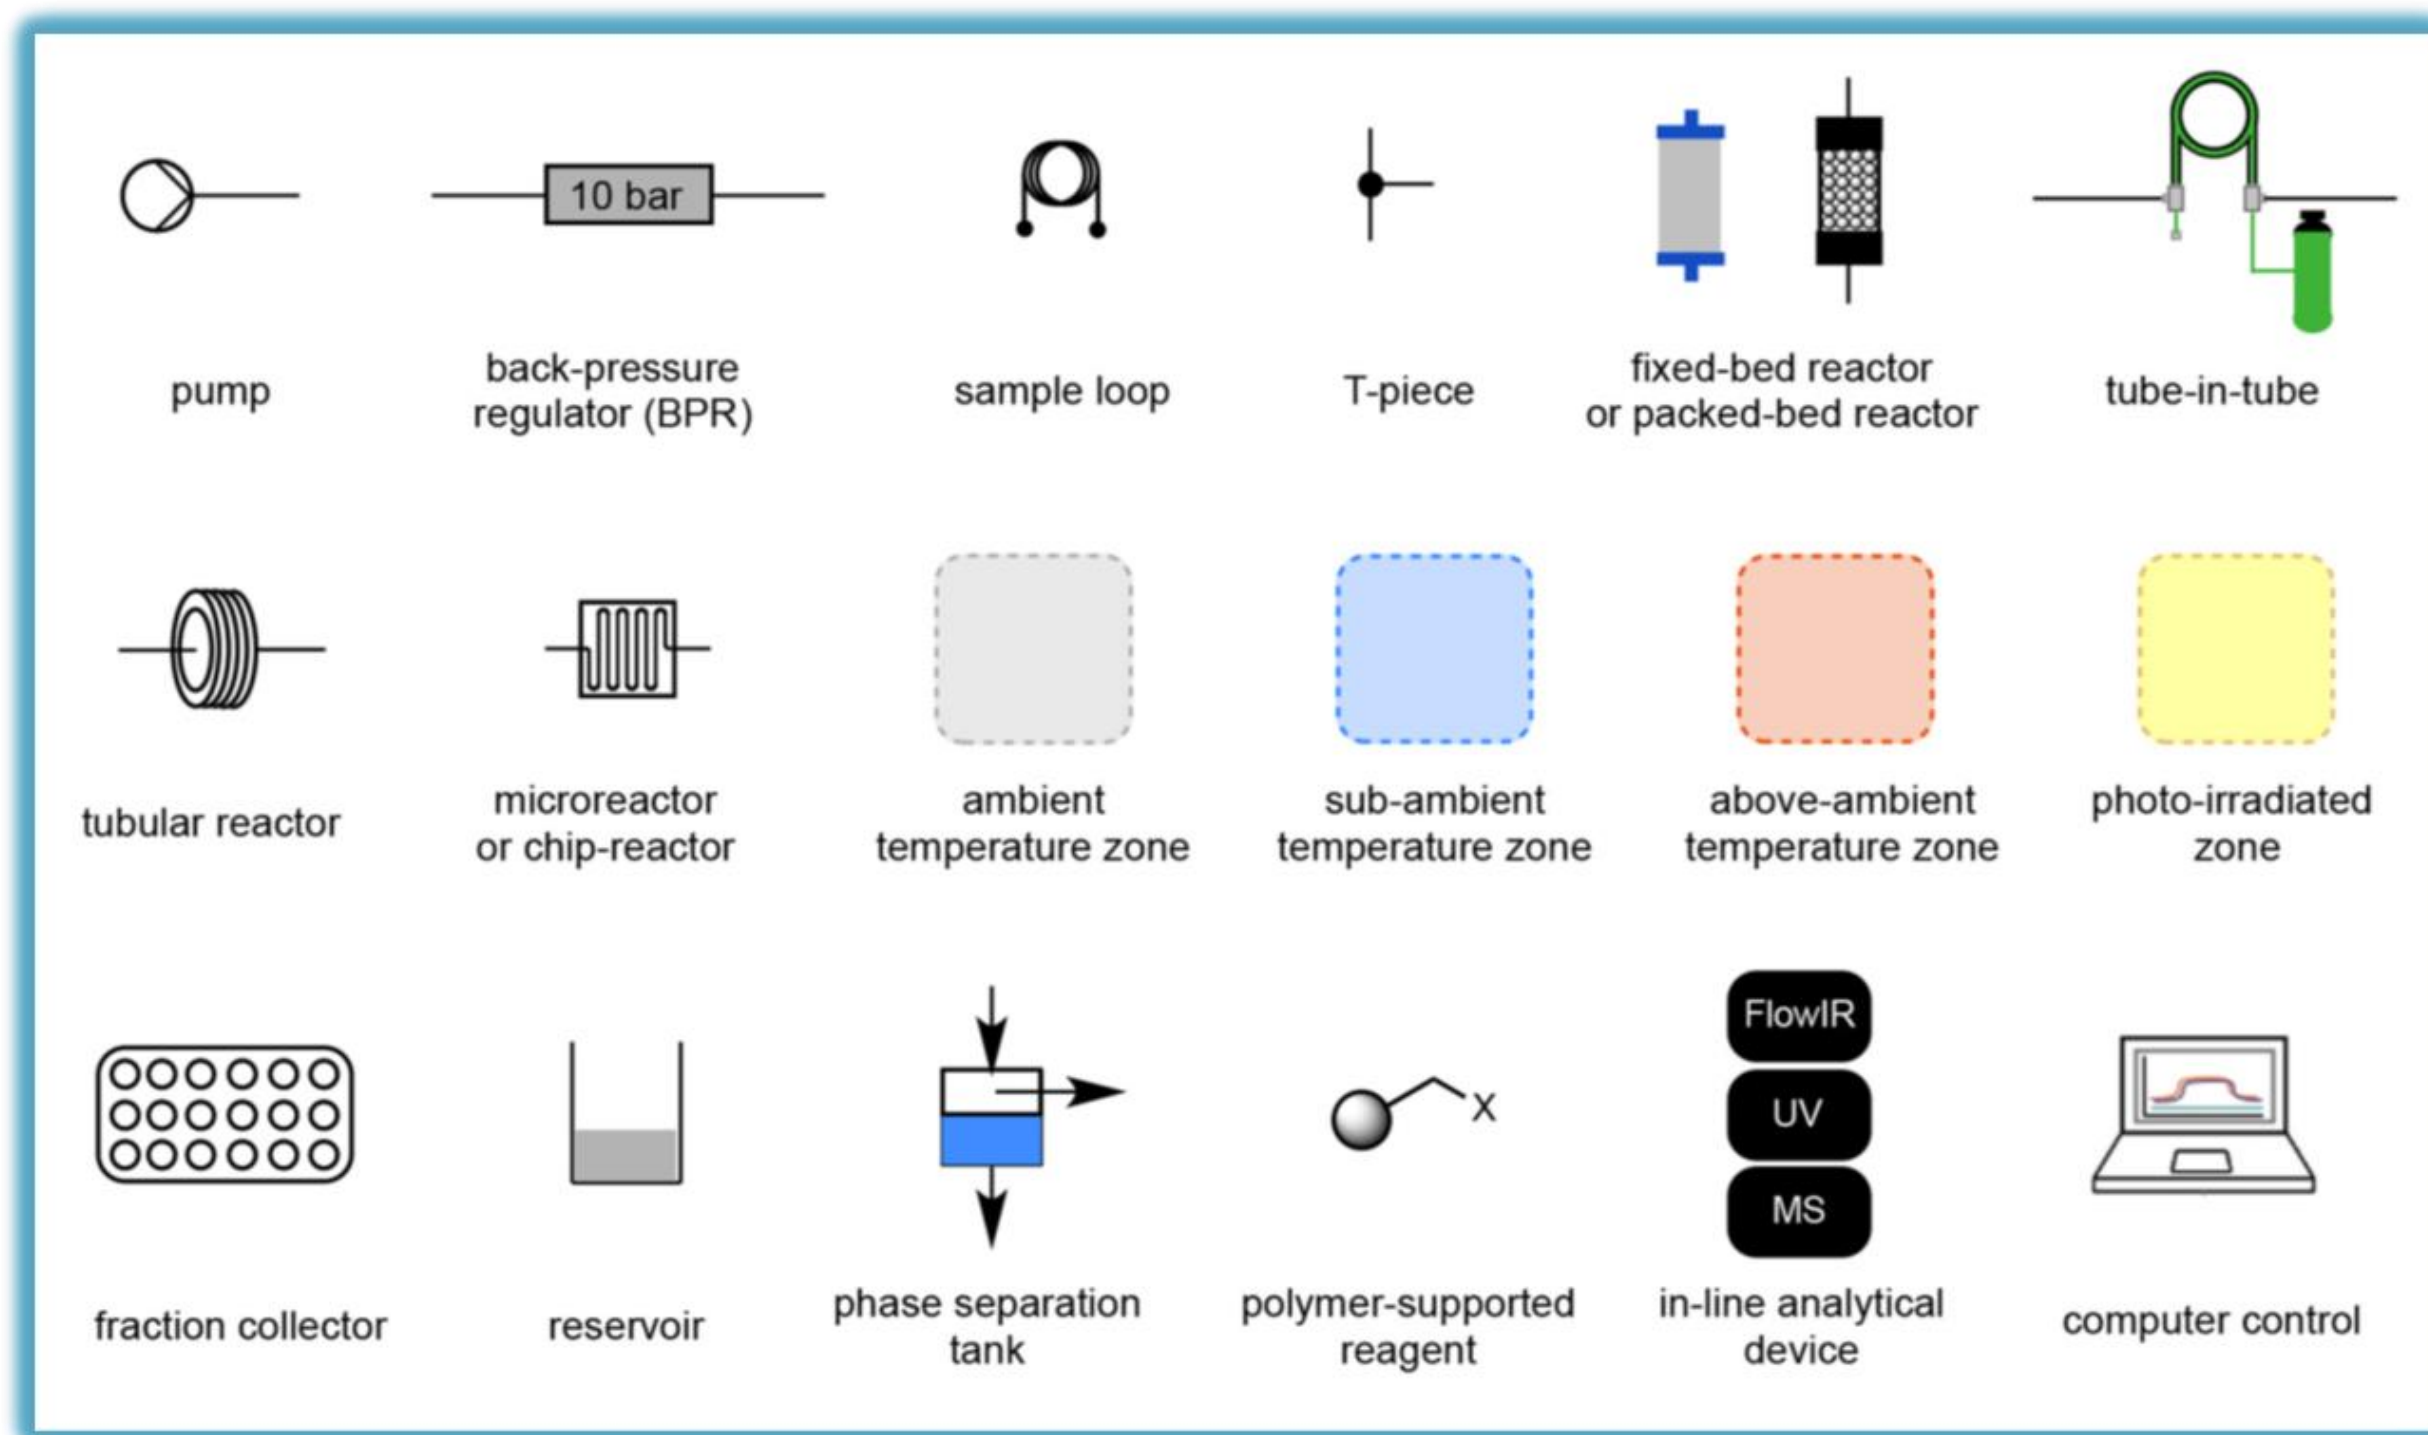 10 bar
pump
back-pressure
regulator (BPR)
sample loop
T-piece
fixed-bed reactor
or packed-bed reactor
tube-in-tube
tubular reactor
microreactor
or chip-reactor
ambient
temperature zone
sub-ambient
temperature zone
above-ambient
temperature zone
photo-irradiated
zone
X
FlowIR
UV
MS
fraction collector
reservoir
phase separation
tank
polymer-supported
reagent
in-line analytical
device
computer control